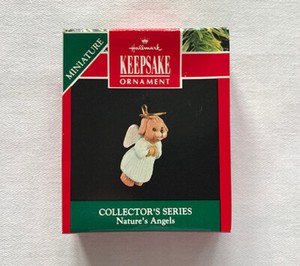 MINIATURE
Hallmark
KEEPSAKE
ORNAMENT
COLLECTOR'S SERIES
Nature's Angels